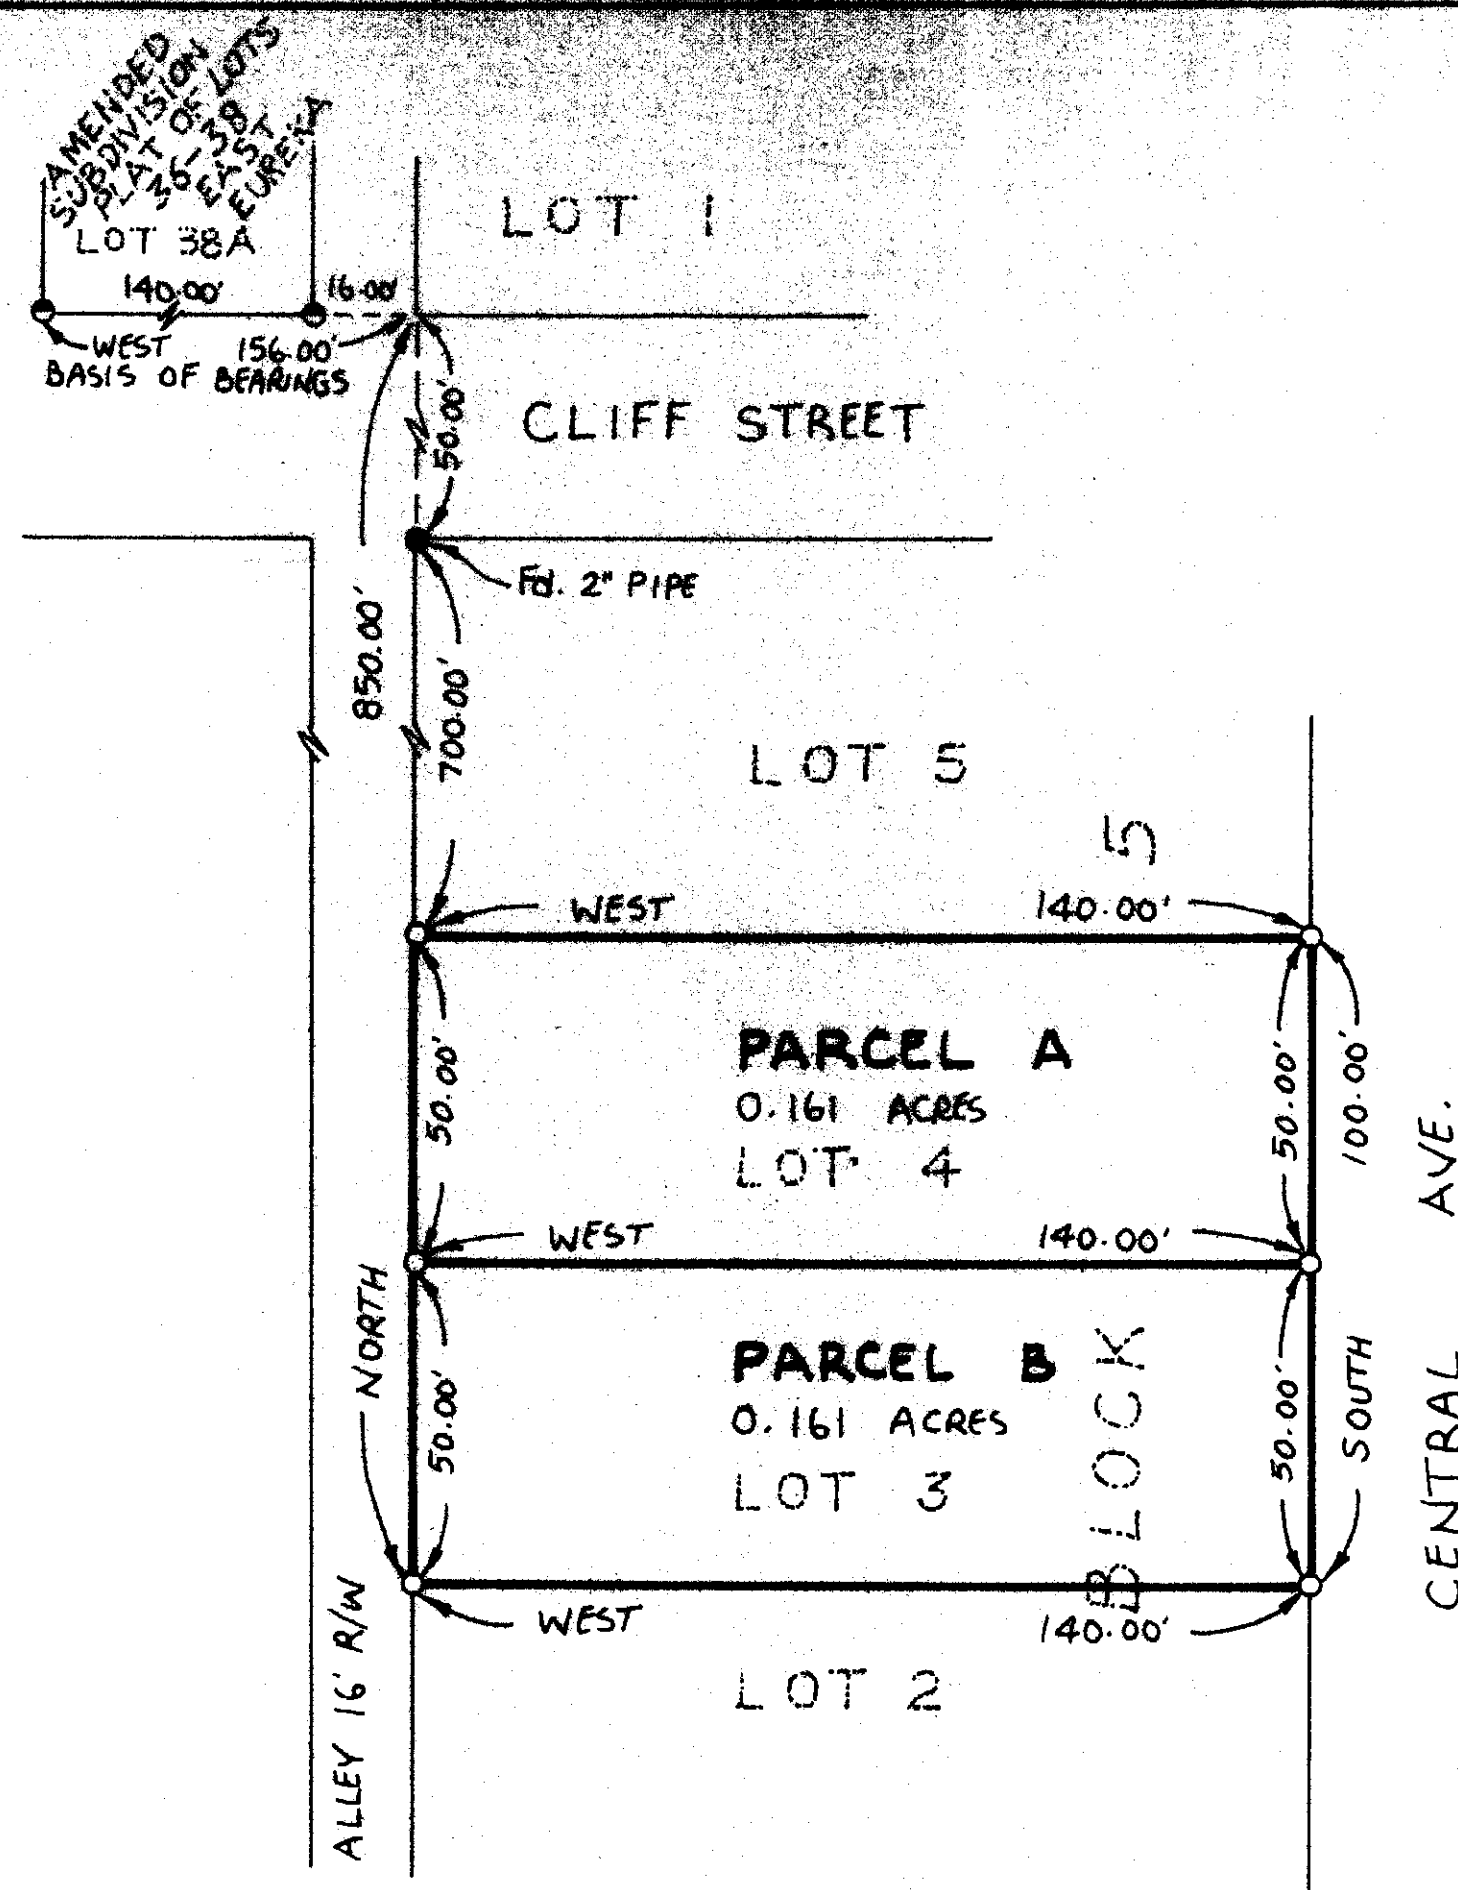 AMENDED
SUBDIVISION
PLAT OF LOTS
36-38
EAST
EUREKA
LOT 38A
140.00'
16.00'
WEST
156.00'
BASIS OF BEARINGS
LOT 1
50.00'
CLIFF STREET
Fd. 2" PIPE
850.00'
700.00'
LOT 5
BLOCK 5
WEST
140.00'
PARCEL A
0.161 ACRES
LOT 4
50.00'
50.00'
100.00'
WEST
140.00'
NORTH
PARCEL B
0.161 ACRES
LOT 3
50.00'
50.00'
SOUTH
CENTRAL AVE.
WEST
140.00'
LOT 2
ALLEY 16' R/W